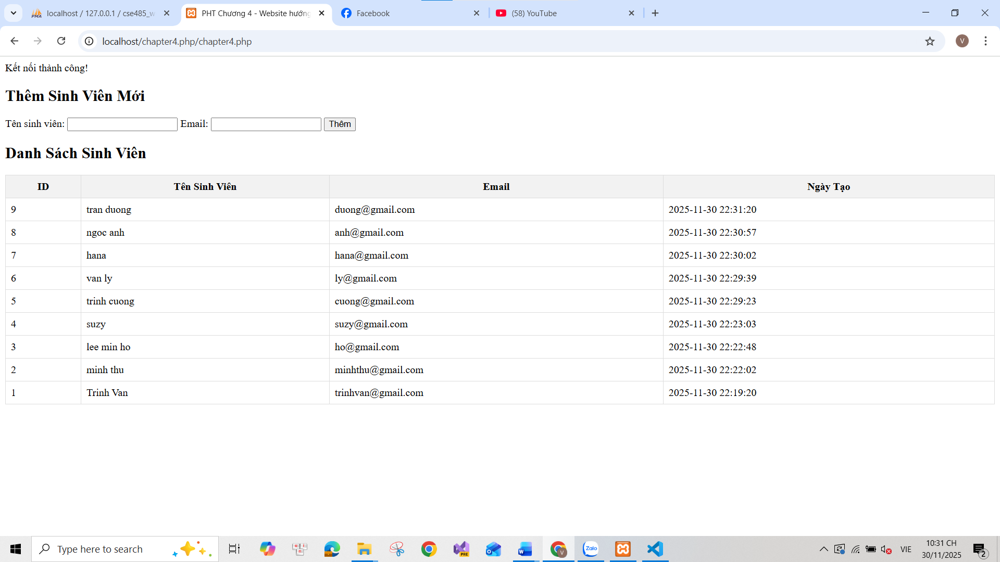 localhost / 127.0.0.1 / cse485_w
PHT Chương 4 - Website hướng
Facebook
(58) YouTube
localhost/chapter4.php/chapter4.php
V
Kết nối thành công!
Thêm Sinh Viên Mới
Tên sinh viên: Email: Thêm
Danh Sách Sinh Viên
ID Tên Sinh Viên Email Ngày Tạo
9 tran duong duong@gmail.com 2025-11-30 22:31:20
8 ngoc anh anh@gmail.com 2025-11-30 22:30:57
7 hana hana@gmail.com 2025-11-30 22:30:02
6 van ly ly@gmail.com 2025-11-30 22:29:39
5 trinh cuong cuong@gmail.com 2025-11-30 22:29:23
4 suzy suzy@gmail.com 2025-11-30 22:23:03
3 lee min ho ho@gmail.com 2025-11-30 22:22:48
2 minh thu minhthu@gmail.com 2025-11-30 22:22:02
1 Trinh Van trinhvan@gmail.com 2025-11-30 22:19:20
Type here to search
PRE
Zalo
VIE
10:31 CH
30/11/2025
2